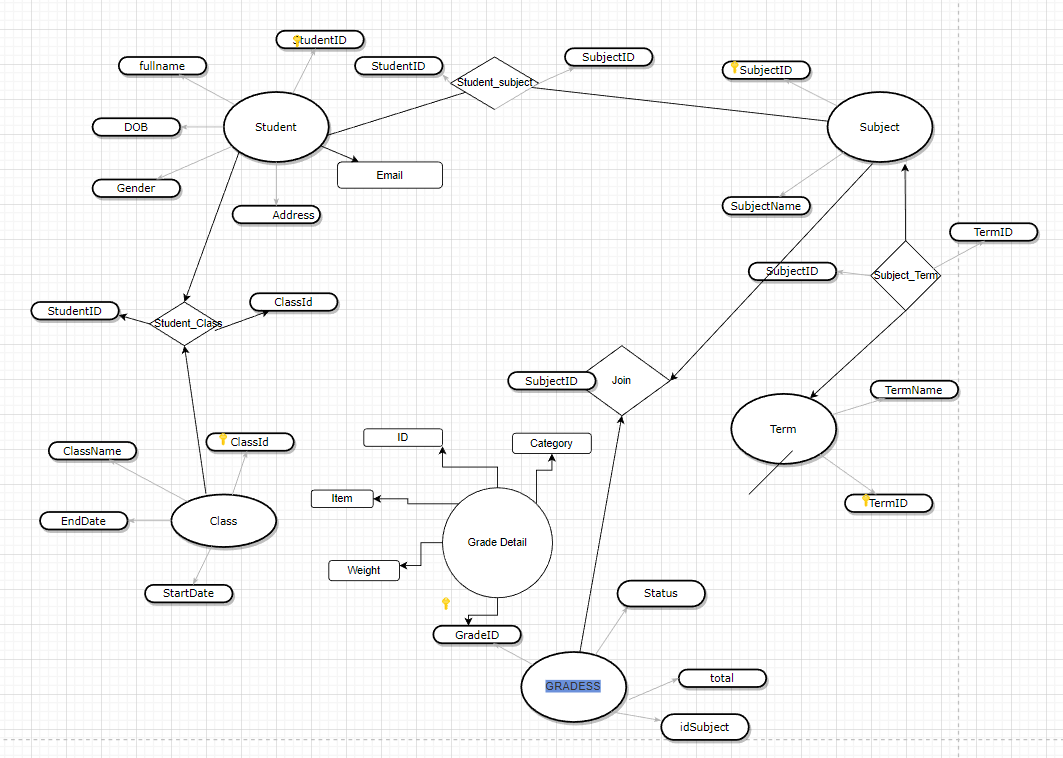 StudentID
fullname
StudentID
Student_subject
SubjectID
SubjectID
DOB
Student
Subject
Email
Gender
Address
SubjectName
TermID
SubjectID
Subject_Term
StudentID
Student_Class
ClassId
SubjectID
Join
TermName
Term
ID
Category
ClassName
ClassId
Item
TermID
EndDate
Class
Grade Detail
Weight
StartDate
Status
GradeID
GRADESS
total
idSubject